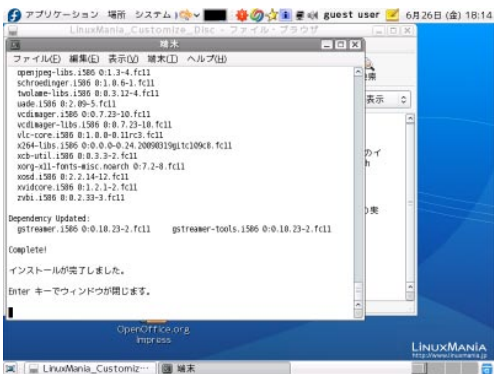 アプリケーション 場所 システム guest user 6月26日 (金) 18:14
LinuxMania_Customize_Disc - ファイル・ブラウザ
端末
ファイル(F) 編集(E) 表示(V) 端末(T) ヘルプ(H)
openjpeg-libs.i586 0:1.3-4.fc11
schroedinger.i586 0:1.0.6-1.fc11
twolame-libs.i586 0:0.3.12-4.fc11
uade.i586 0:2.09-5.fc11
vcdimager.i586 0:0.7.23-10.fc11
vcdimager-libs.i586 0:0.7.23-10.fc11
vlc-core.i586 0:1.0.0-0.11rc3.fc11
x264-libs.i586 0:0.0.0-0.24.20090319gitc109c8.fc11
xcb-util.i586 0:0.3.3-2.fc11
xorg-x11-fonts-misc.noarch 0:7.2-8.fc11
xosd.i586 0:2.2.14-12.fc11
xvidcore.i586 0:1.2.1-2.fc11
zvbi.i586 0:0.2.33-3.fc11
Dependency Updated:
gstreamer.i586 0:0.10.23-2.fc11 gstreamer-tools.i586 0:0.10.23-2.fc11
Complete!
インストールが完了しました。
Enter キーでウィンドウが閉じます。
表示
のイ
の実
OpenOffice.org
Impress
LINUXMANIA
http://www.linuxmania.jp
LinuxMania_Customiz… 端末